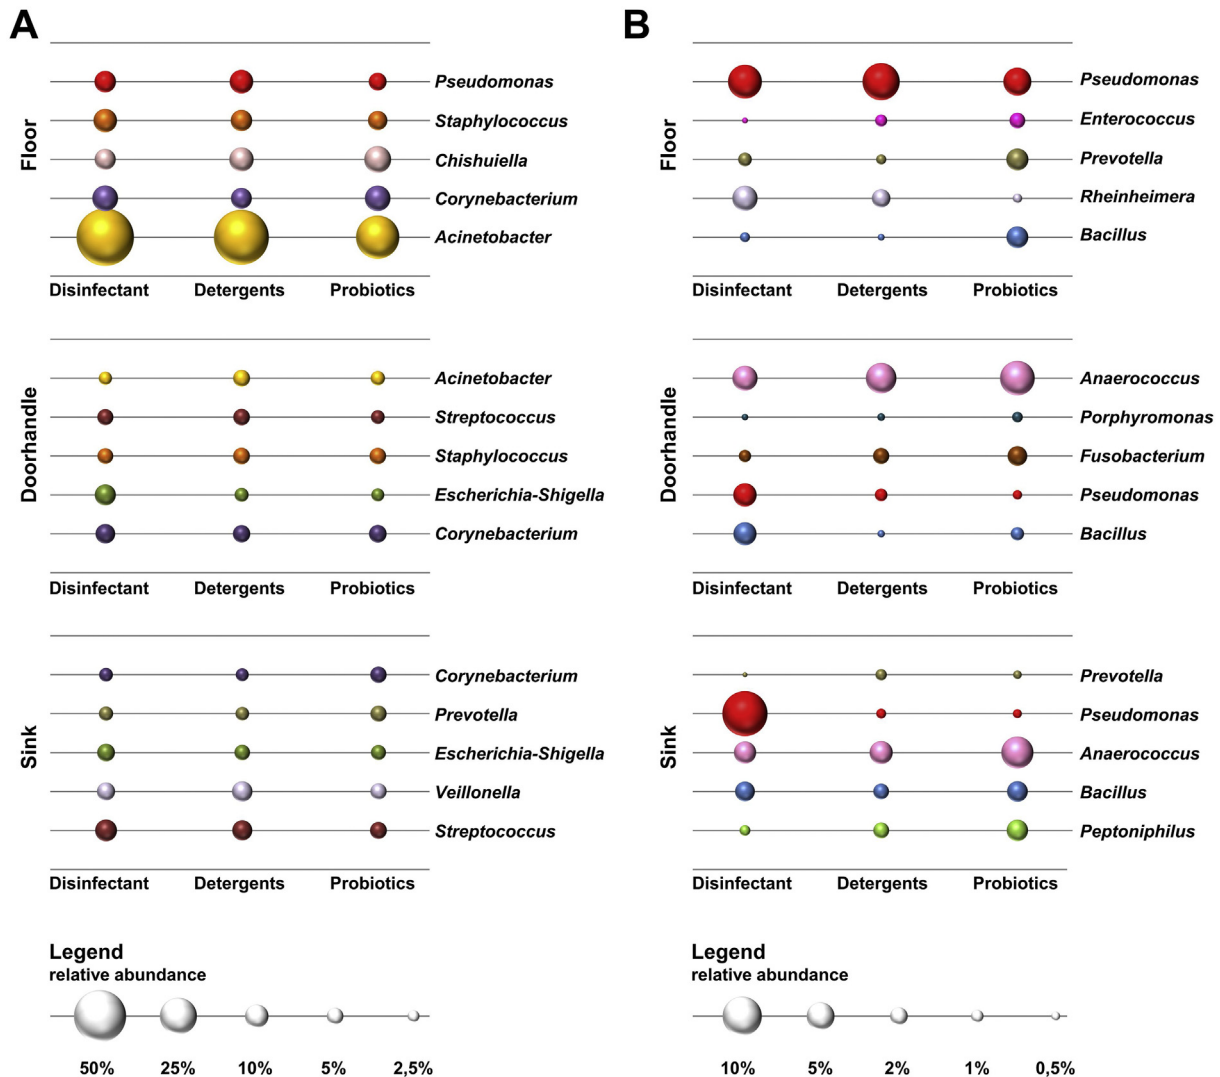 A
Floor
Pseudomonas
Staphylococcus
Chishuiella
Corynebacterium
Acinetobacter
Disinfectant Detergents Probiotics
Doorhandle
Acinetobacter
Streptococcus
Staphylococcus
Escherichia-Shigella
Corynebacterium
Disinfectant Detergents Probiotics
Sink
Corynebacterium
Prevotella
Escherichia-Shigella
Veillonella
Streptococcus
Disinfectant Detergents Probiotics
Legend
relative abundance
50% 25% 10% 5% 2,5%
B
Floor
Pseudomonas
Enterococcus
Prevotella
Rheinheimera
Bacillus
Disinfectant Detergents Probiotics
Doorhandle
Anaerococcus
Porphyromonas
Fusobacterium
Pseudomonas
Bacillus
Disinfectant Detergents Probiotics
Sink
Prevotella
Pseudomonas
Anaerococcus
Bacillus
Peptoniphilus
Disinfectant Detergents Probiotics
Legend
relative abundance
10% 5% 2% 1% 0,5%